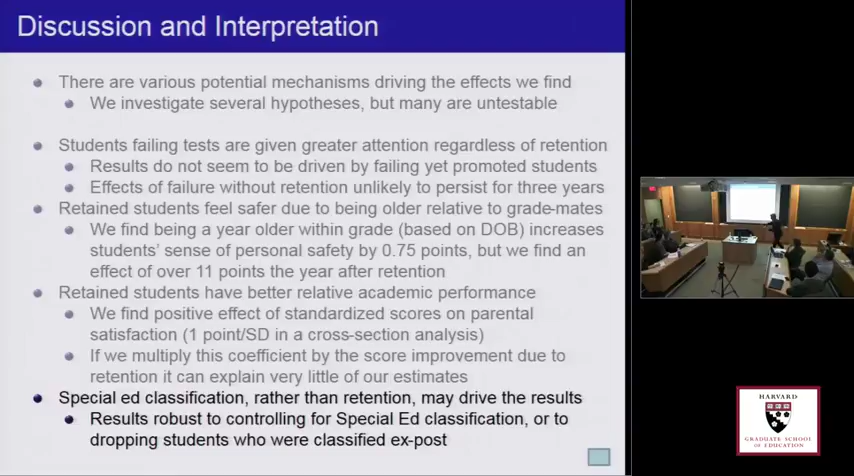 Discussion and Interpretation
There are various potential mechanisms driving the effects we find
We investigate several hypotheses, but many are untestable
Students failing tests are given greater attention regardless of retention
Results do not seem to be driven by failing yet promoted students
Effects of failure without retention unlikely to persist for three years
Retained students feel safer due to being older relative to grade-mates
We find being a year older within grade (based on DOB) increases
students' sense of personal safety by 0.75 points, but we find an
effect of over 11 points the year after retention
Retained students have better relative academic performance
We find positive effect of standardized scores on parental
satisfaction (1 point/SD in a cross-section analysis)
If we multiply this coefficient by the score improvement due to
retention it can explain very little of our estimates
Special ed classification, rather than retention, may drive the results
Results robust to controlling for Special Ed classification, or to
dropping students who were classified ex-post
HARVARD
GRADUATE SCHOOL
OF EDUCATION